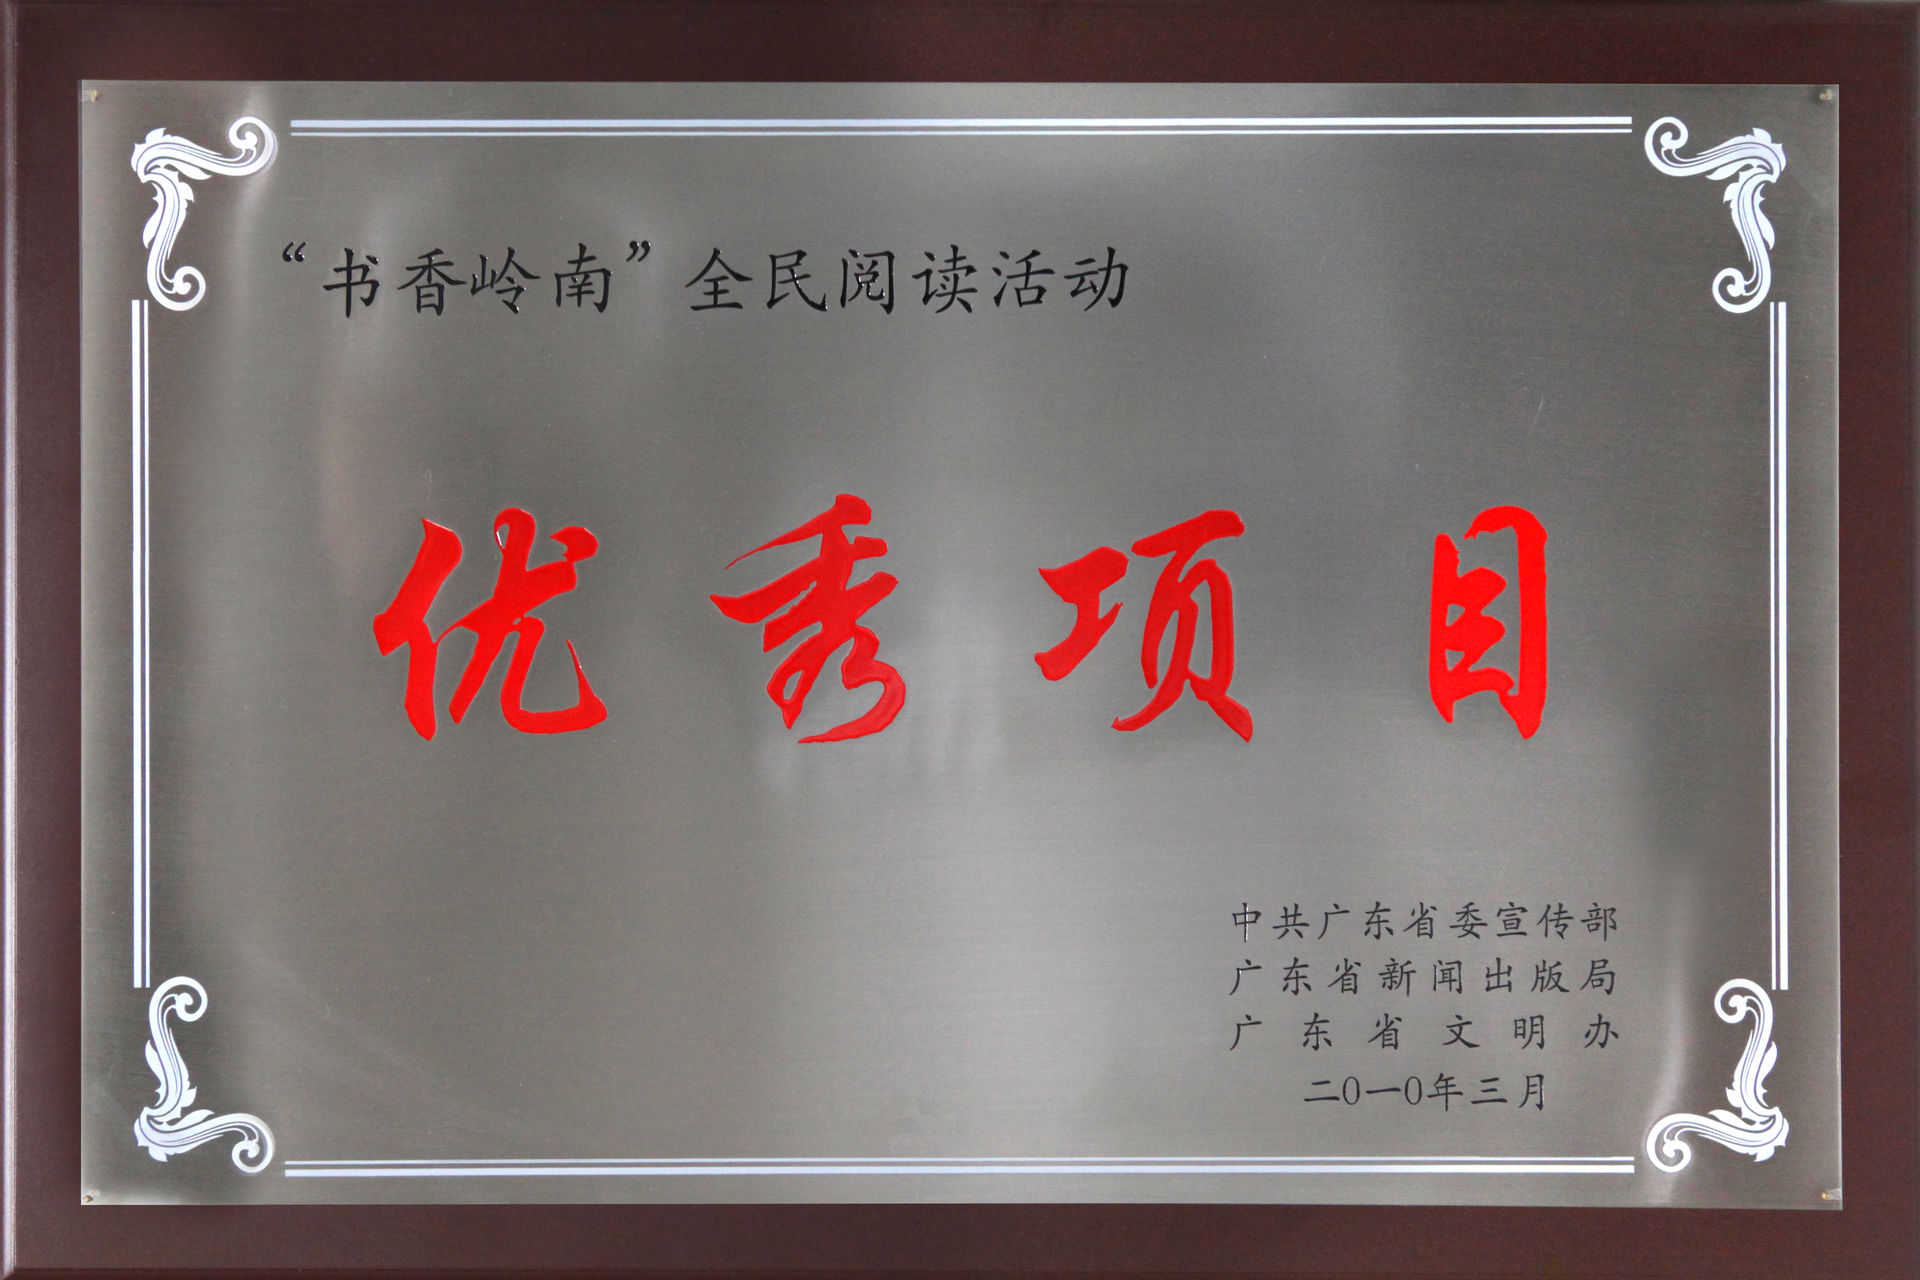 “书香岭南”全民阅读活动
优秀项目
中共广东省委宣传部
广东省新闻出版局
广东省文明办
二〇一〇年三月